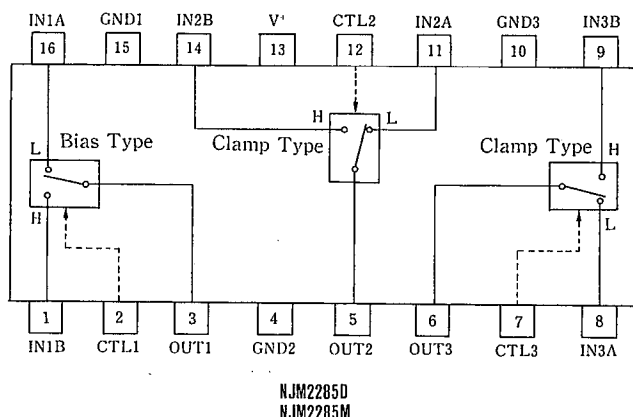 IN1A GND1 IN2B V+ CTL2 IN2A GND3 IN3B
16 15 14 13 12 11 10 9
H L
L Bias Type Clamp Type Clamp Type H
H L
1 2 3 4 5 6 7 8
IN1B CTL1 OUT1 GND2 OUT2 OUT3 CTL3 IN3A
NJM2285D
NJM2285M